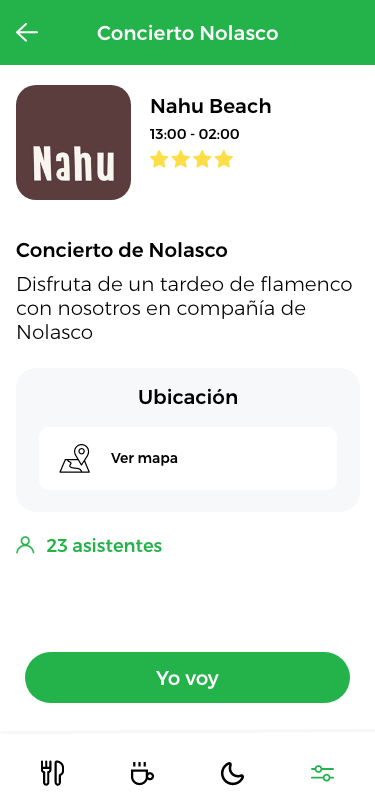 Concierto Nolasco
Nahu
Nahu Beach
13:00 - 02:00
Concierto de Nolasco
Disfruta de un tardeo de flamenco
con nosotros en compañía de
Nolasco
Ubicación
Ver mapa
23 asistentes
Yo voy